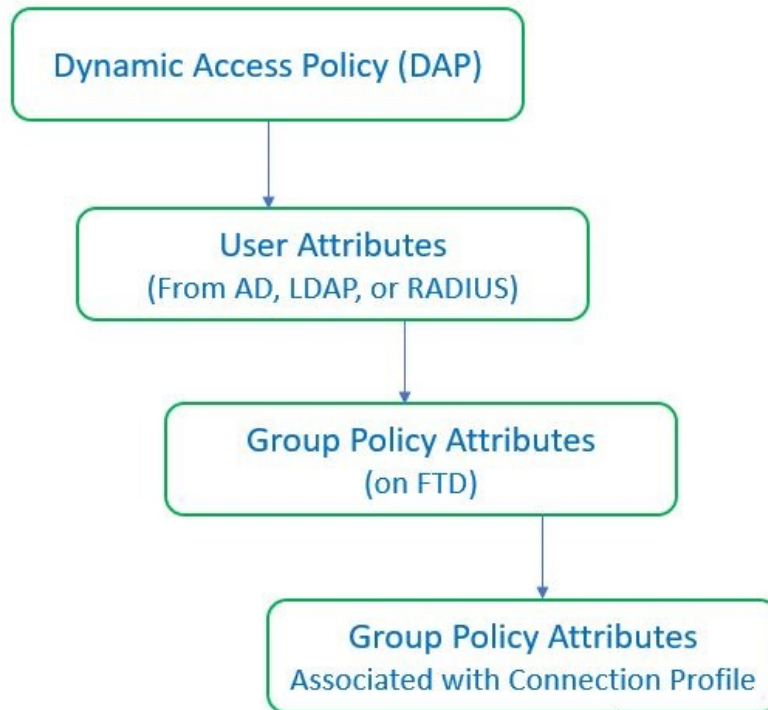 Dynamic Access Policy (DAP)
User Attributes
(From AD, LDAP, or RADIUS)
Group Policy Attributes
(on FTD)
Group Policy Attributes
Associated with Connection Profile